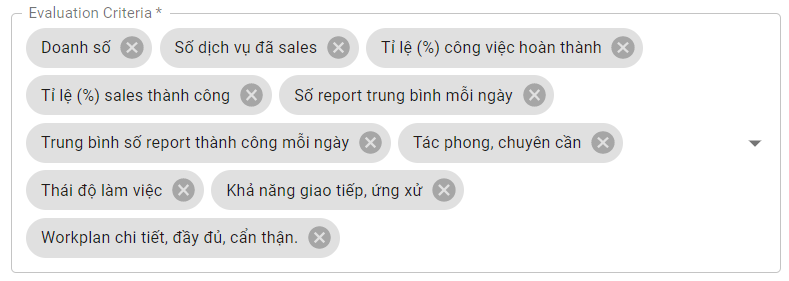 Evaluation Criteria *
Doanh số Số dịch vụ đã sales Tỉ lệ (%) công việc hoàn thành
Tỉ lệ (%) sales thành công Số report trung bình mỗi ngày
Trung bình số report thành công mỗi ngày Tác phong, chuyên cần
Thái độ làm việc Khả năng giao tiếp, ứng xử
Workplan chi tiết, đầy đủ, cẩn thận.